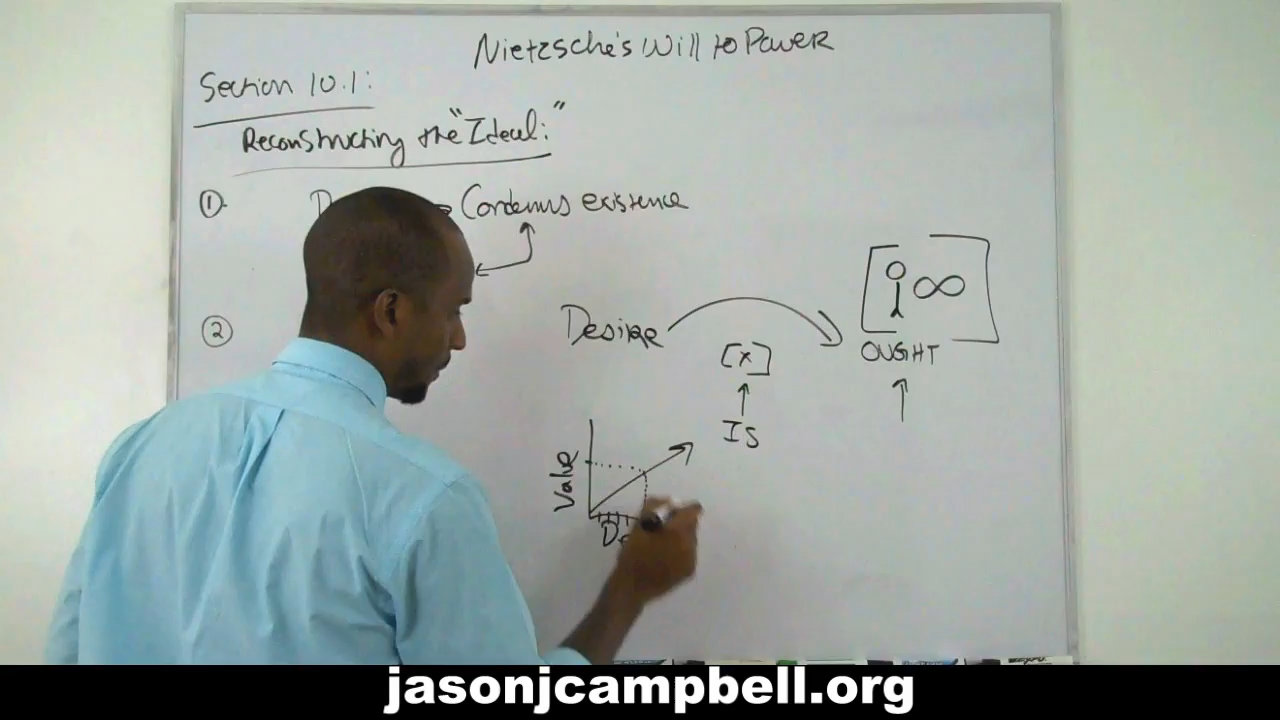 Nietzsche's Will to Power
Section 10.1:
Reconstructing the "Ideal:"
① Condemns existence
②
Desire
[x]
OUGHT
∞
Is
Value
jasonjcampbell.org